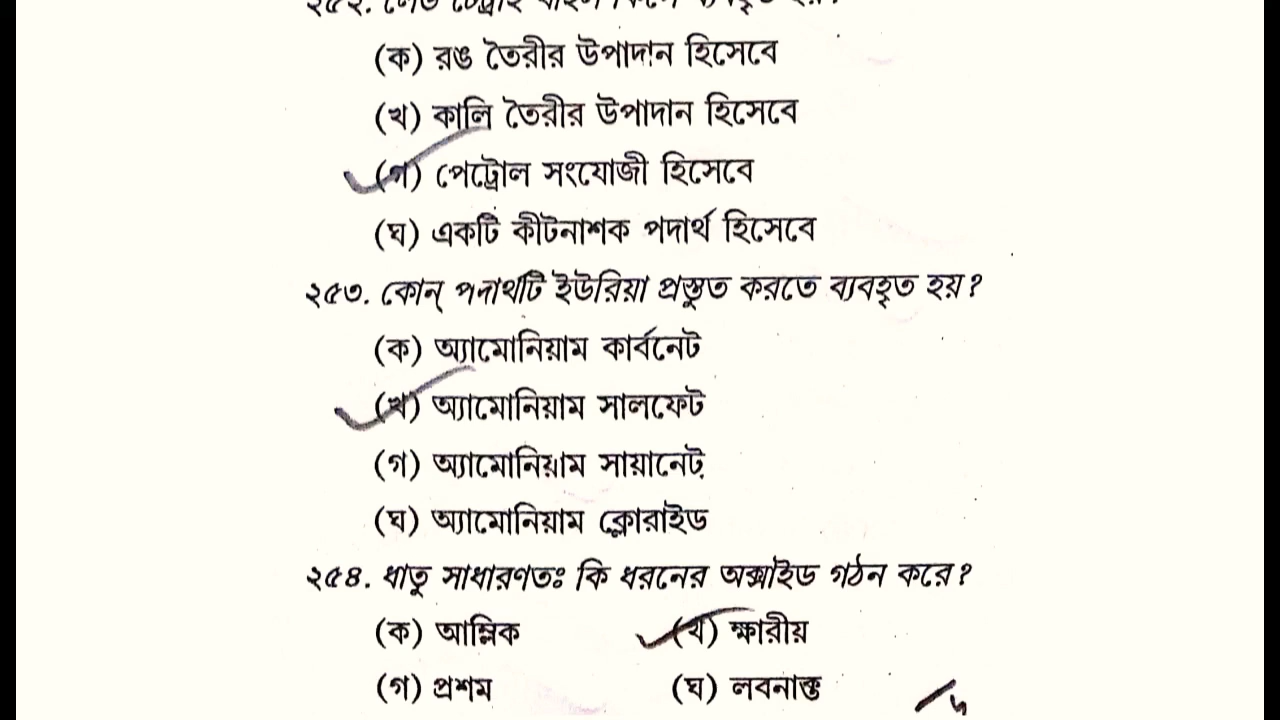 ২৫২. লেড টেট্রাই
(ক) রঙ তৈরীর উপাদান হিসেবে
(খ) কালি তৈরীর উপাদান হিসেবে
(গ) পেট্রোল সংযোজী হিসেবে
(ঘ) একটি কীটনাশক পদার্থ হিসেবে
২৫৩. কোন্ পদার্থটি ইউরিয়া প্রস্তুত করতে ব্যবহৃত হয়?
(ক) অ্যামোনিয়াম কার্বনেট
(খ) অ্যামোনিয়াম সালফেট
(গ) অ্যামোনিয়াম সায়ানেট
(ঘ) অ্যামোনিয়াম ক্লোরাইড
২৫৪. ধাতু সাধারণতঃ কি ধরনের অক্সাইড গঠন করে?
(ক) আম্লিক (খ) ক্ষারীয়
(গ) প্রশম (ঘ) লবনাক্ত